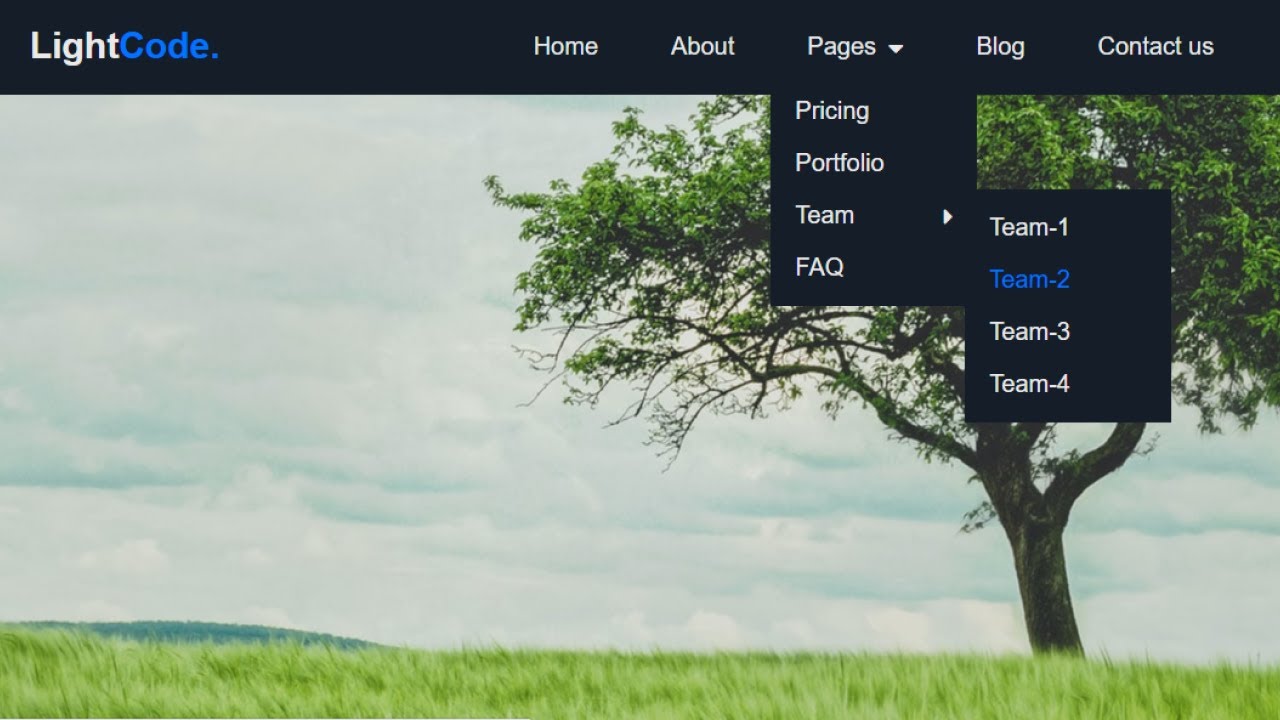 LightCode. Home About Pages Blog Contact us
Pricing
Portfolio
Team
FAQ
Team-1
Team-2
Team-3
Team-4